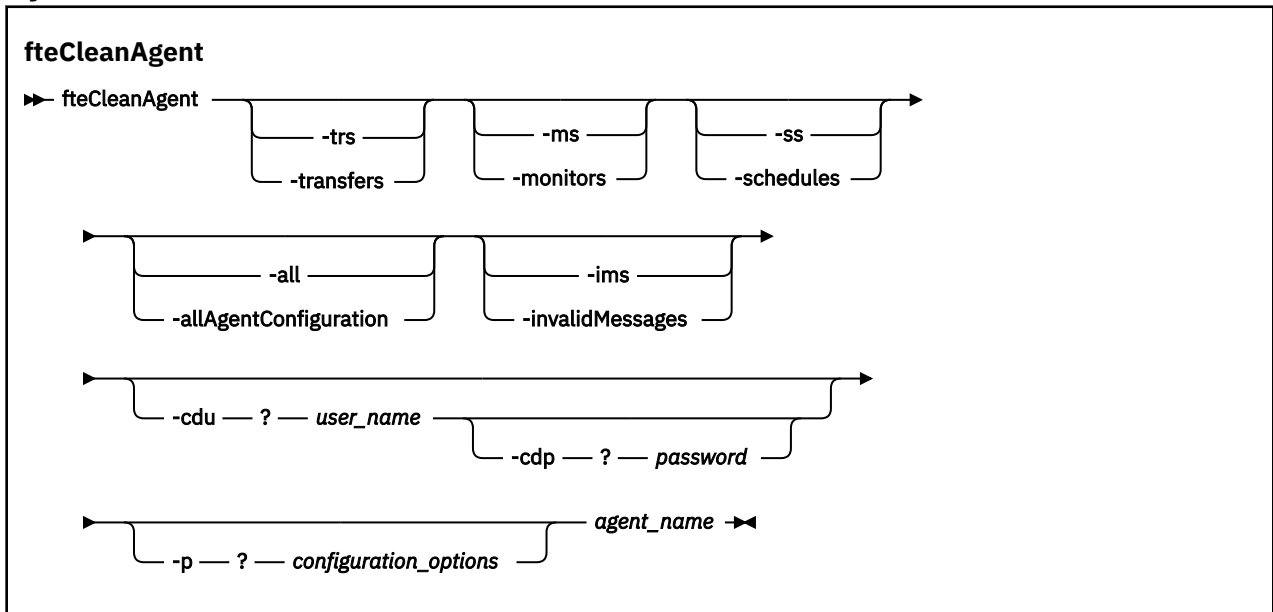 fteCleanAgent
fteCleanAgent
-trs -ms -ss
-transfers -monitors -schedules
-all -ims
-allAgentConfiguration -invalidMessages
-cdu ? user_name
-cdp ? password
agent_name
-p ? configuration_options